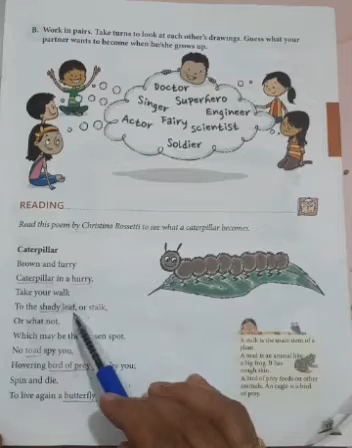 B. Work in pairs. Take turns to look at each other's drawings. Guess what your
partner wants to become when he/she grows up.
Doctor
Singer Superhero
Engineer
Actor Fairy
scientist
Soldier
READING
Read this poem by Christina Rossetti to see what a caterpillar becomes.
Caterpillar
Brown and furry
Caterpillar in a hurry,
Take your walk
To the shady leaf, or stalk,
Or what not,
Which may be the sen spot.
No toad spy you,
Hovering bird of prey you;
Spin and die,
To live again a butterfly.
A stalk is the main stem of a
plant.
A toad is an animal like
a big frog. It has
rough skin.
A bird of prey feeds on other
animals. An eagle is a bird
of prey.